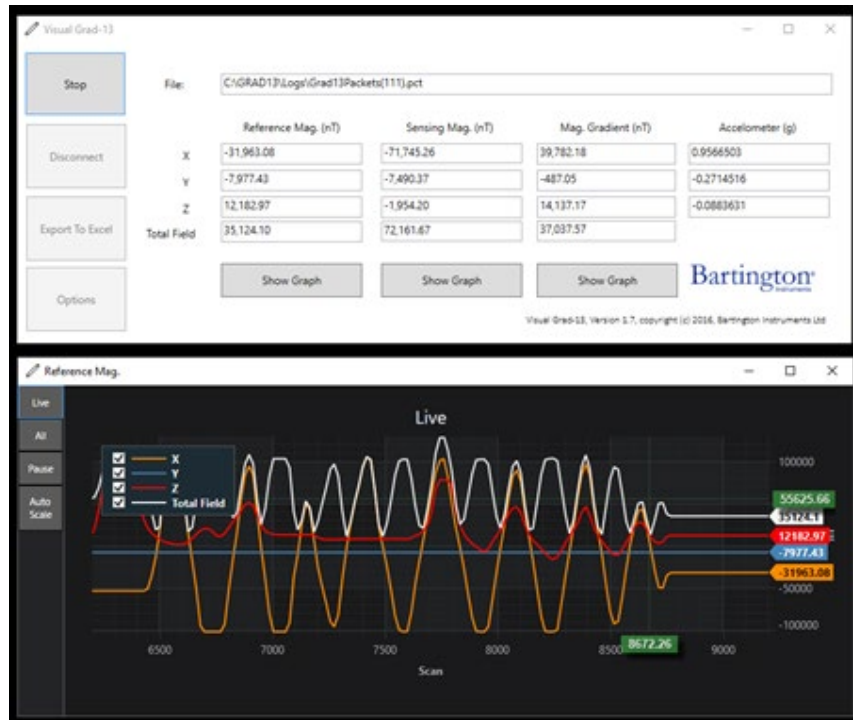 Visual Grad-13
Stop
File:
C:\GRAD13\Logs\Grad13Packets(111).pct
Reference Mag. (nT) Sensing Mag. (nT) Mag. Gradient (nT) Accelometer (g)
Disconnect
X -31,963.08 -71,745.26 39,782.18 0.9566503
Y -7,977.43 -7,490.37 -487.05 -0.2714516
Z 12,182.97 -1,954.20 14,137.17 -0.0883631
Export To Excel
Total Field 35,124.10 72,161.67 37,037.57
Show Graph Show Graph Show Graph
Bartington
Instruments
Options
Visual Grad-13, Version 1.7, copyright (c) 2016, Bartington Instruments Ltd
Reference Mag.
Live
All
Pause
Auto
Scale
Live
X
Y
Z
Total Field
100000
55625.66
35124.1
12182.97
-7977.43
-31963.08
-50000
-100000
6500 7000 7500 8000 8500 8672.26 9000
Scan